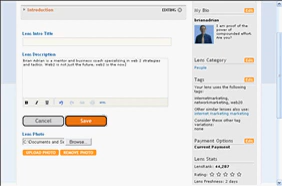 Introduction
EDITING
Lens Intro Title
Lens Description
Brian Adrian is a mentor and business coach specializing in web 2 strategies
and tactics. Web2 is not just the future, web2 is the now!
B I U
Cancel
Save
Lens Photo
C:\Documents and Se
Browse...
UPLOAD PHOTO
REMOVE PHOTO
My Bio
Edit
brianadrian
I am proof of the
power of
compounded effort.
Are you?
Lens Category
Edit
People
Tags
Edit
Your lens uses the following
tags:
internetmarketing,
networkmarketing, web20
Other similar lenses also use:
internet marketing marketing
Consider these other tag
variations:
none
Payment Options
Edit
Current Payment
Lens Stats
LensRank: 44,287
Rating:
Lens Freshness: 2 days